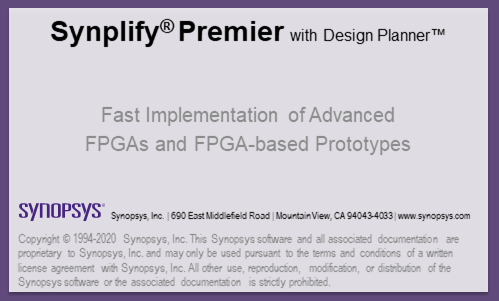 Synplify® Premier with Design Planner™
Fast Implementation of Advanced
FPGAs and FPGA-based Prototypes
SYNOPSYS® Synopsys, Inc. | 690 East Middlefield Road | Mountain View, CA 94043-4033 | www.synopsys.com
Copyright © 1994-2020 Synopsys, Inc. This Synopsys software and all associated documentation are
proprietary to Synopsys, Inc. and may only be used pursuant to the terms and conditions of a written
license agreement with Synopsys, Inc. All other use, reproduction, modification, or distribution of the
Synopsys software or the associated documentation is strictly prohibited.